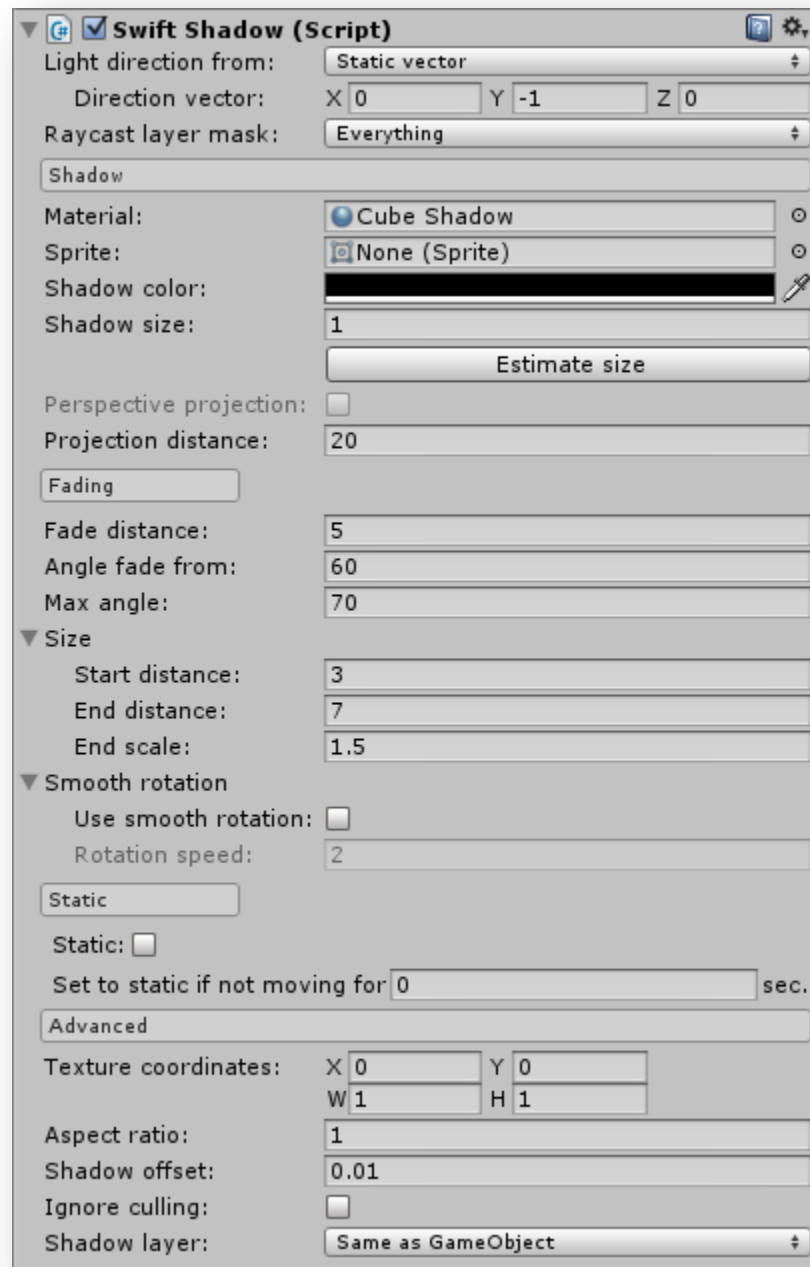 Swift Shadow (Script)
Light direction from: Static vector
Direction vector: X 0 Y -1 Z 0
Raycast layer mask: Everything
Shadow
Material: Cube Shadow
Sprite: None (Sprite)
Shadow color:
Shadow size: 1
Estimate size
Perspective projection:
Projection distance: 20
Fading
Fade distance: 5
Angle fade from: 60
Max angle: 70
Size
Start distance: 3
End distance: 7
End scale: 1.5
Smooth rotation
Use smooth rotation:
Rotation speed: 2
Static
Static:
Set to static if not moving for 0 sec.
Advanced
Texture coordinates: X 0 Y 0
W 1 H 1
Aspect ratio: 1
Shadow offset: 0.01
Ignore culling:
Shadow layer: Same as GameObject